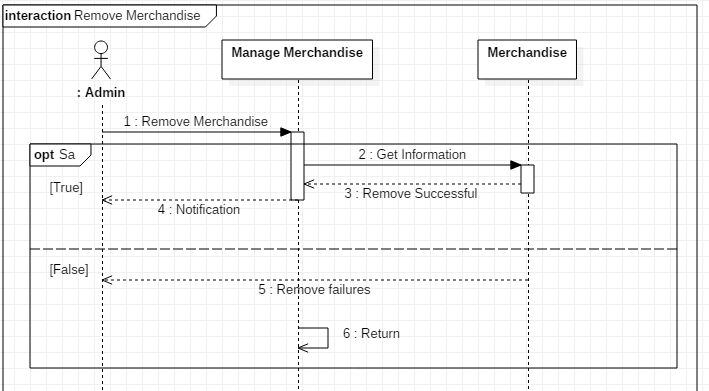 interaction Remove Merchandise
Manage Merchandise
Merchandise
: Admin
1 : Remove Merchandise
opt Sa
2 : Get Information
[True]
3 : Remove Successful
4 : Notification
[False]
5 : Remove failures
6 : Return